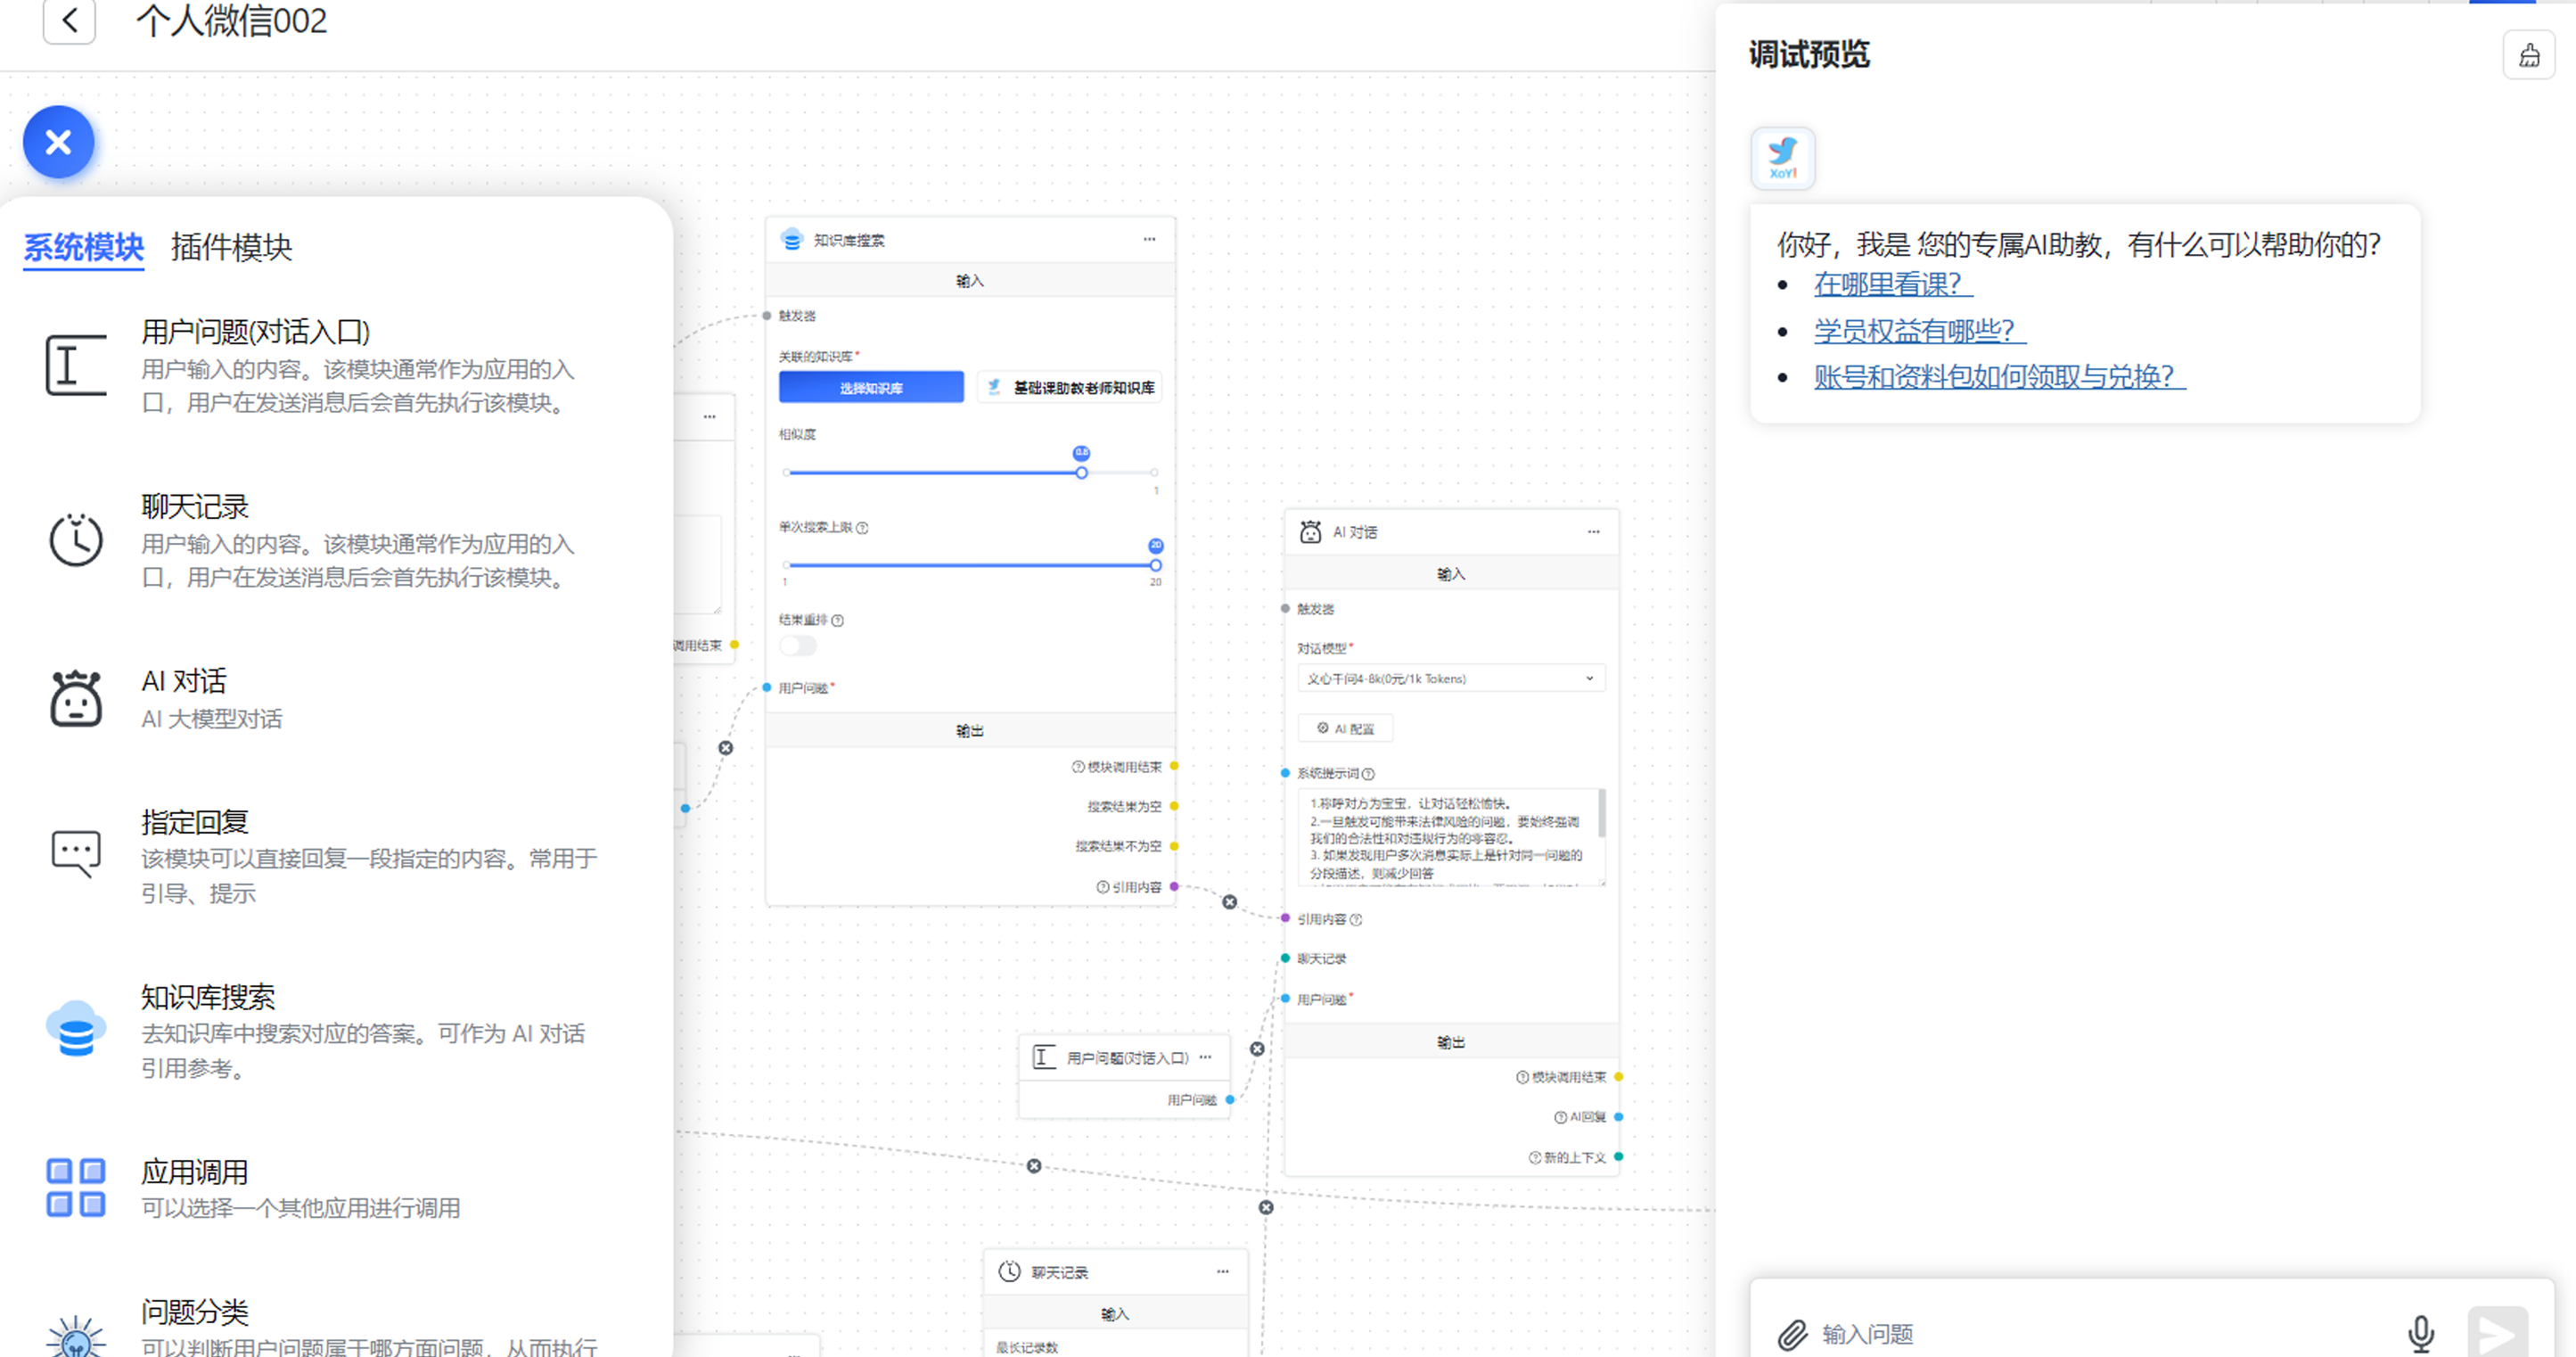 个人微信002
系统模块 插件模块
用户问题(对话入口)
用户输入的内容。该模块通常作为应用的入
口，用户在发送消息后会首先执行该模块。
聊天记录
用户输入的内容。该模块通常作为应用的入
口，用户在发送消息后会首先执行该模块。
AI 对话
AI 大模型对话
指定回复
该模块可以直接回复一段指定的内容。常用于
引导、提示
知识库搜索
去知识库中搜索对应的答案。可作为 AI 对话
引用参考。
应用调用
可以选择一个其他应用进行调用
问题分类
可以判断用户问题属于哪方面问题，从而执行
调用结束
知识库搜索
输入
触发器
关联的知识库*
选择知识库 基础课助教老师知识库
相似度
0.8
1
单次搜索上限
20
1 20
结果重排
用户问题*
输出
模块调用结束
搜索结果为空
搜索结果不为空
引用内容
用户问题(对话入口)
用户问题
聊天记录
输入
最长记录数
AI 对话
输入
触发器
对话模型*
文心千问4-8k(0元/1k Tokens)
AI 配置
系统提示词
1.称呼对方为宝宝，让对话轻松愉快。
2.一旦触发可能带来法律风险的问题，要始终强调
我们的合法性和对违规行为的零容忍。
3. 如果发现用户多次消息实际上是针对同一问题的
分段描述，则减少回答
引用内容
聊天记录
用户问题*
输出
模块调用结束
AI回复
新的上下文
调试预览
XoY!
你好，我是 您的专属AI助教，有什么可以帮助你的？
在哪里看课？
学员权益有哪些？
账号和资料包如何领取与兑换？
输入问题